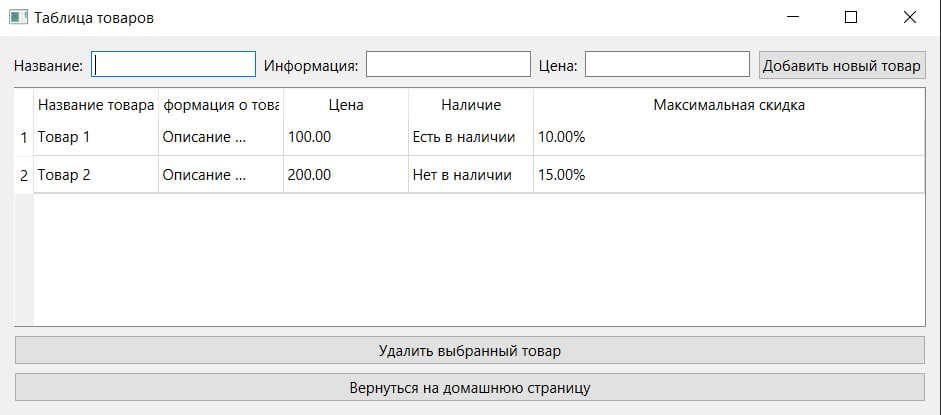 Таблица товаров
Название: Информация: Цена: Добавить новый товар
Название товара формация о това Цена Наличие Максимальная скидка
1 Товар 1 Описание ... 100.00 Есть в наличии 10.00%
2 Товар 2 Описание ... 200.00 Нет в наличии 15.00%
Удалить выбранный товар
Вернуться на домашнюю страницу